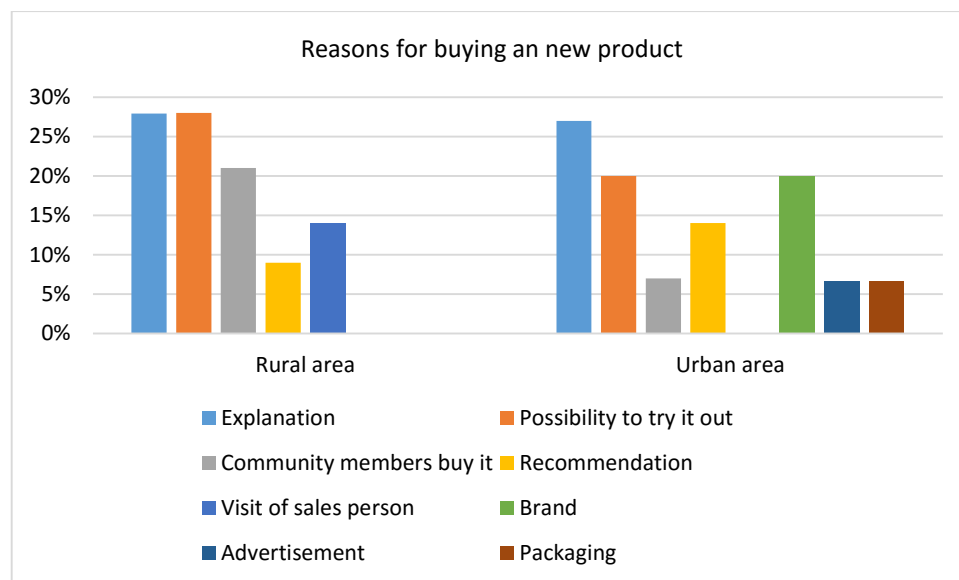 Reasons for buying an new product
30%
25%
20%
15%
10%
5%
0%
Rural area Urban area
Explanation Possibility to try it out
Community members buy it Recommendation
Visit of sales person Brand
Advertisement Packaging